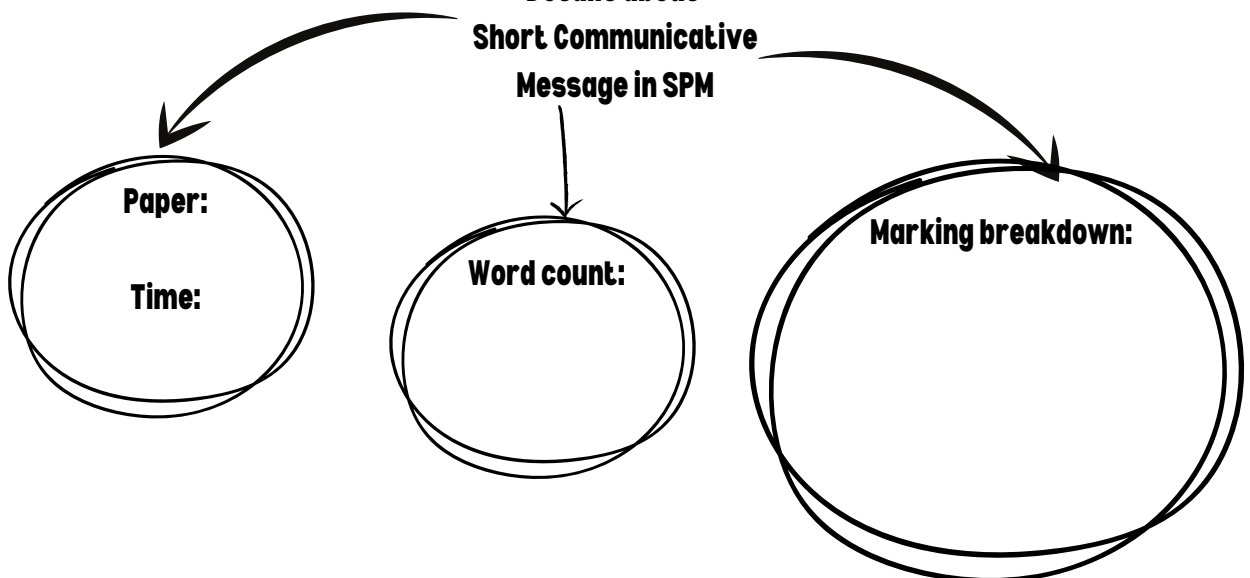 Short Communicative
Message in SPM
Paper:
Time:
Word count:
Marking breakdown: